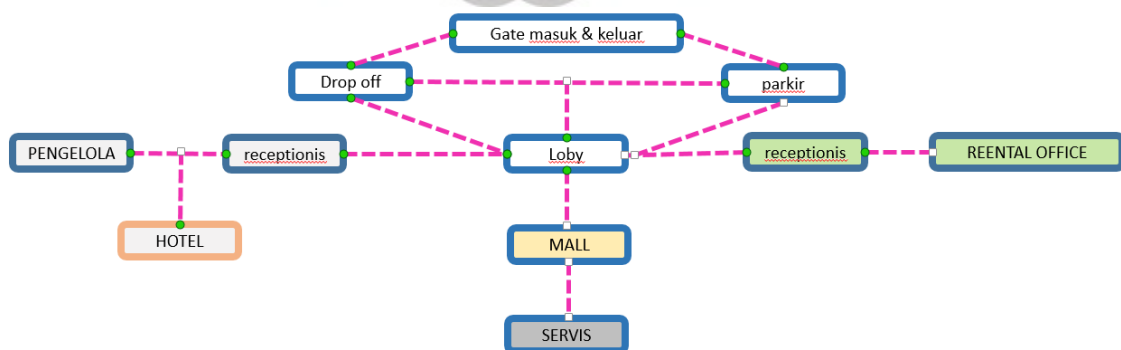 Gate masuk & keluar
Drop off
parkir
PENGELOLA
receptionis
Loby
receptionis
REENTAL OFFICE
HOTEL
MALL
SERVIS